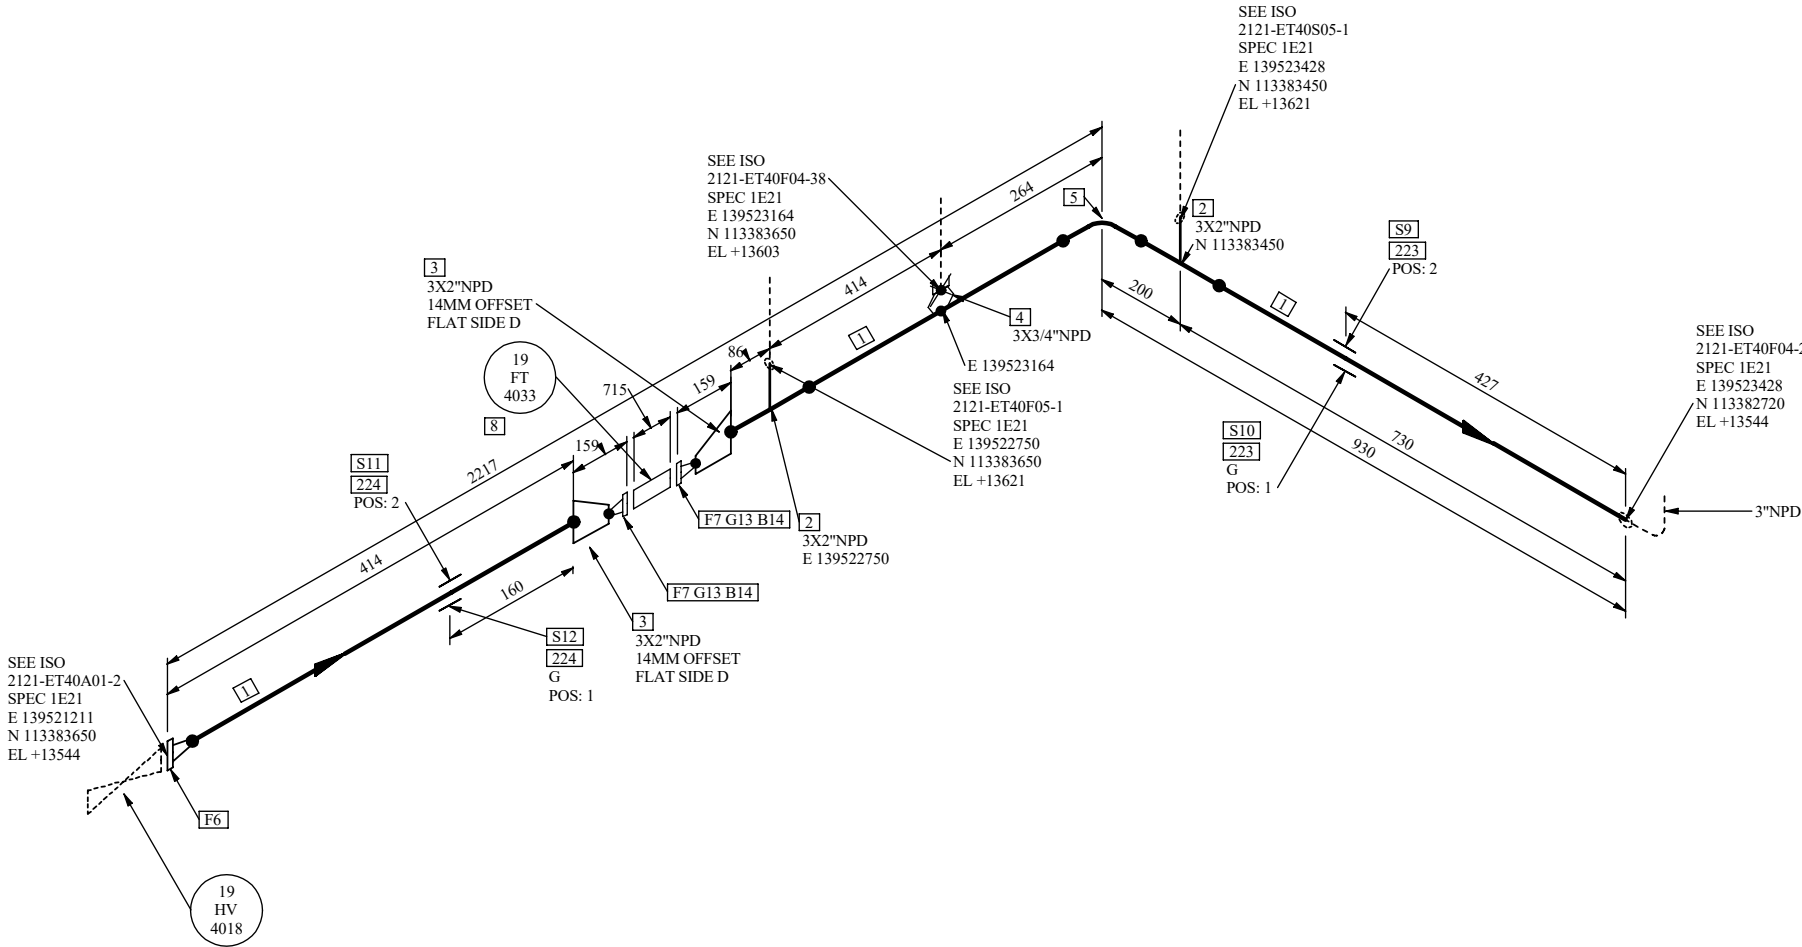 SEE ISO
2121-ET40S05-1
SPEC 1E21
E 139523428
N 113383450
EL +13621
SEE ISO
2121-ET40F04-38
SPEC 1E21
E 139523164
N 113383650
EL +13603
264
5
2
3X2"NPD
N 113383450
S9
223
POS: 2
3
3X2"NPD
14MM OFFSET
FLAT SIDE D
414
200
1
4
3X3/4"NPD
1
SEE ISO
2121-ET40F04-2
SPEC 1E21
E 139523428
N 113382720
EL +13544
19
FT
4033
86
E 139523164
715
159
427
SEE ISO
2121-ET40F05-1
SPEC 1E21
E 139522750
N 113383650
EL +13621
8
159
730
930
S10
223
G
POS: 1
2217
S11
224
POS: 2
3"NPD
F7 G13 B14
2
3X2"NPD
E 139522750
414
160
F7 G13 B14
3
3X2"NPD
14MM OFFSET
FLAT SIDE D
S12
224
G
POS: 1
SEE ISO
2121-ET40A01-2
SPEC 1E21
E 139521211
N 113383650
EL +13544
1
F6
19
HV
4018